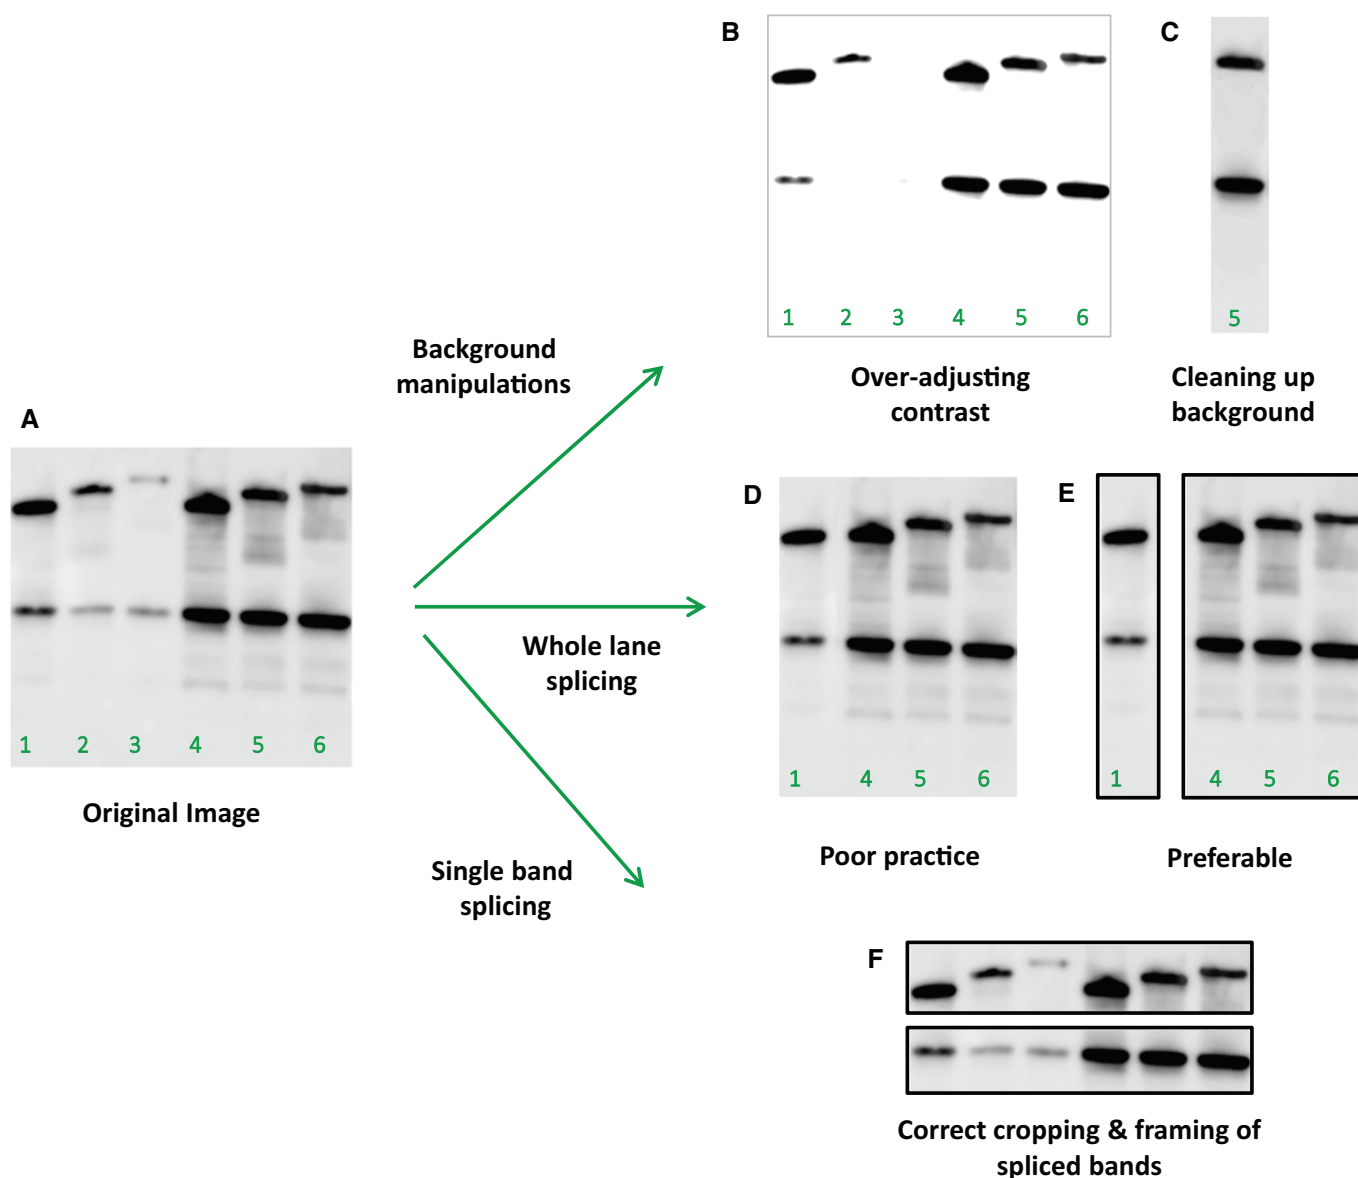 B
C
1 2 3 4 5 6
5
Over-adjusting
contrast
Cleaning up
background
Background
manipulations
A
1 2 3 4 5 6
Original Image
Whole lane
splicing
D
E
1 4 5 6
1 4 5 6
Poor practice
Preferable
Single band
splicing
F
Correct cropping & framing of
spliced bands